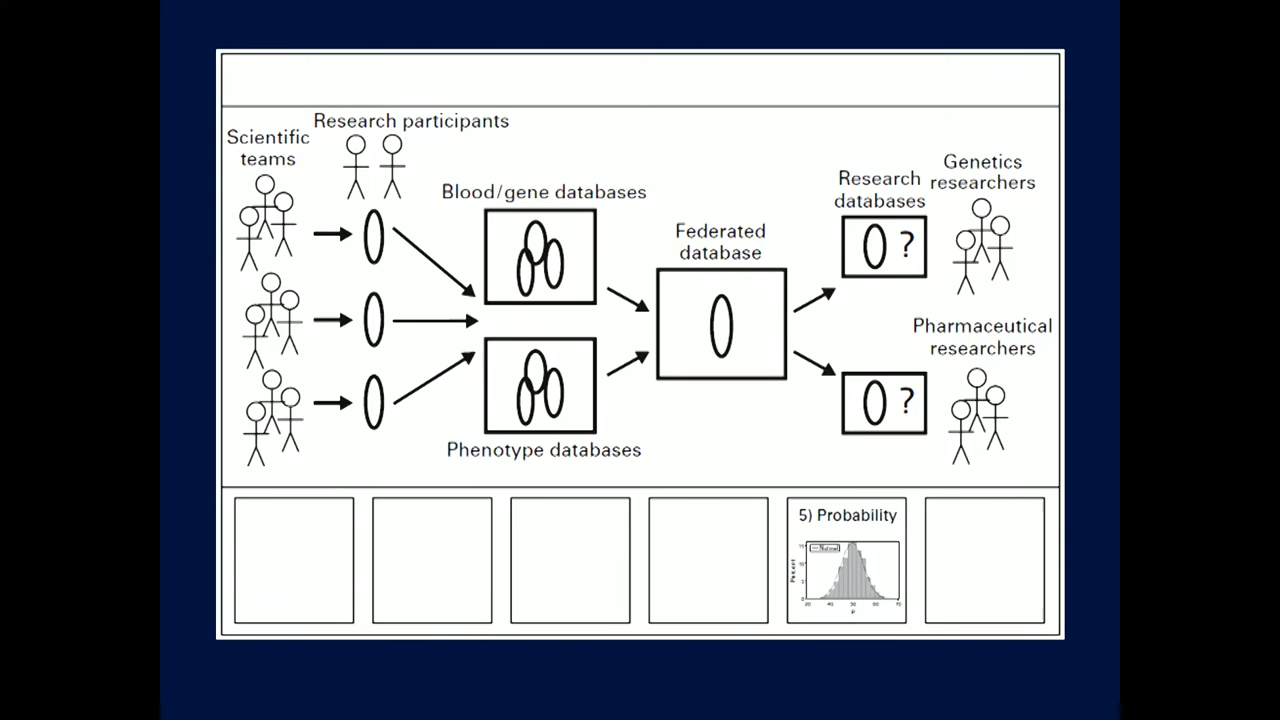 Research participants
Scientific
teams
Blood/gene databases
Federated
database
Research
databases
Genetics
researchers
?
Pharmaceutical
researchers
?
Phenotype databases
5) Probability
Percent